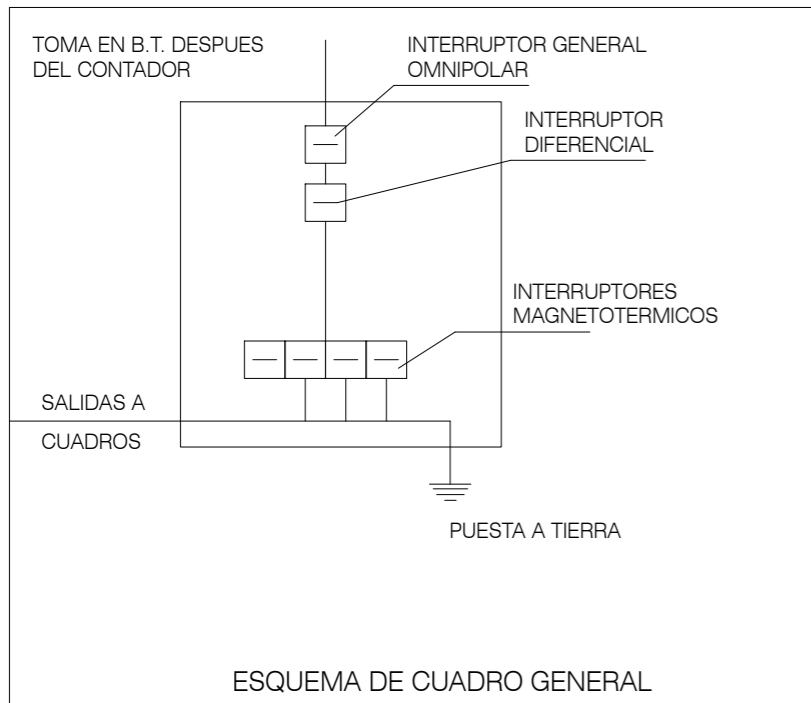 TOMA EN B.T. DESPUES
DEL CONTADOR
INTERRUPTOR GENERAL
OMNIPOLAR
INTERRUPTOR
DIFERENCIAL
INTERRUPTORES
MAGNETOTERMICOS
SALIDAS A
CUADROS
PUESTA A TIERRA
ESQUEMA DE CUADRO GENERAL